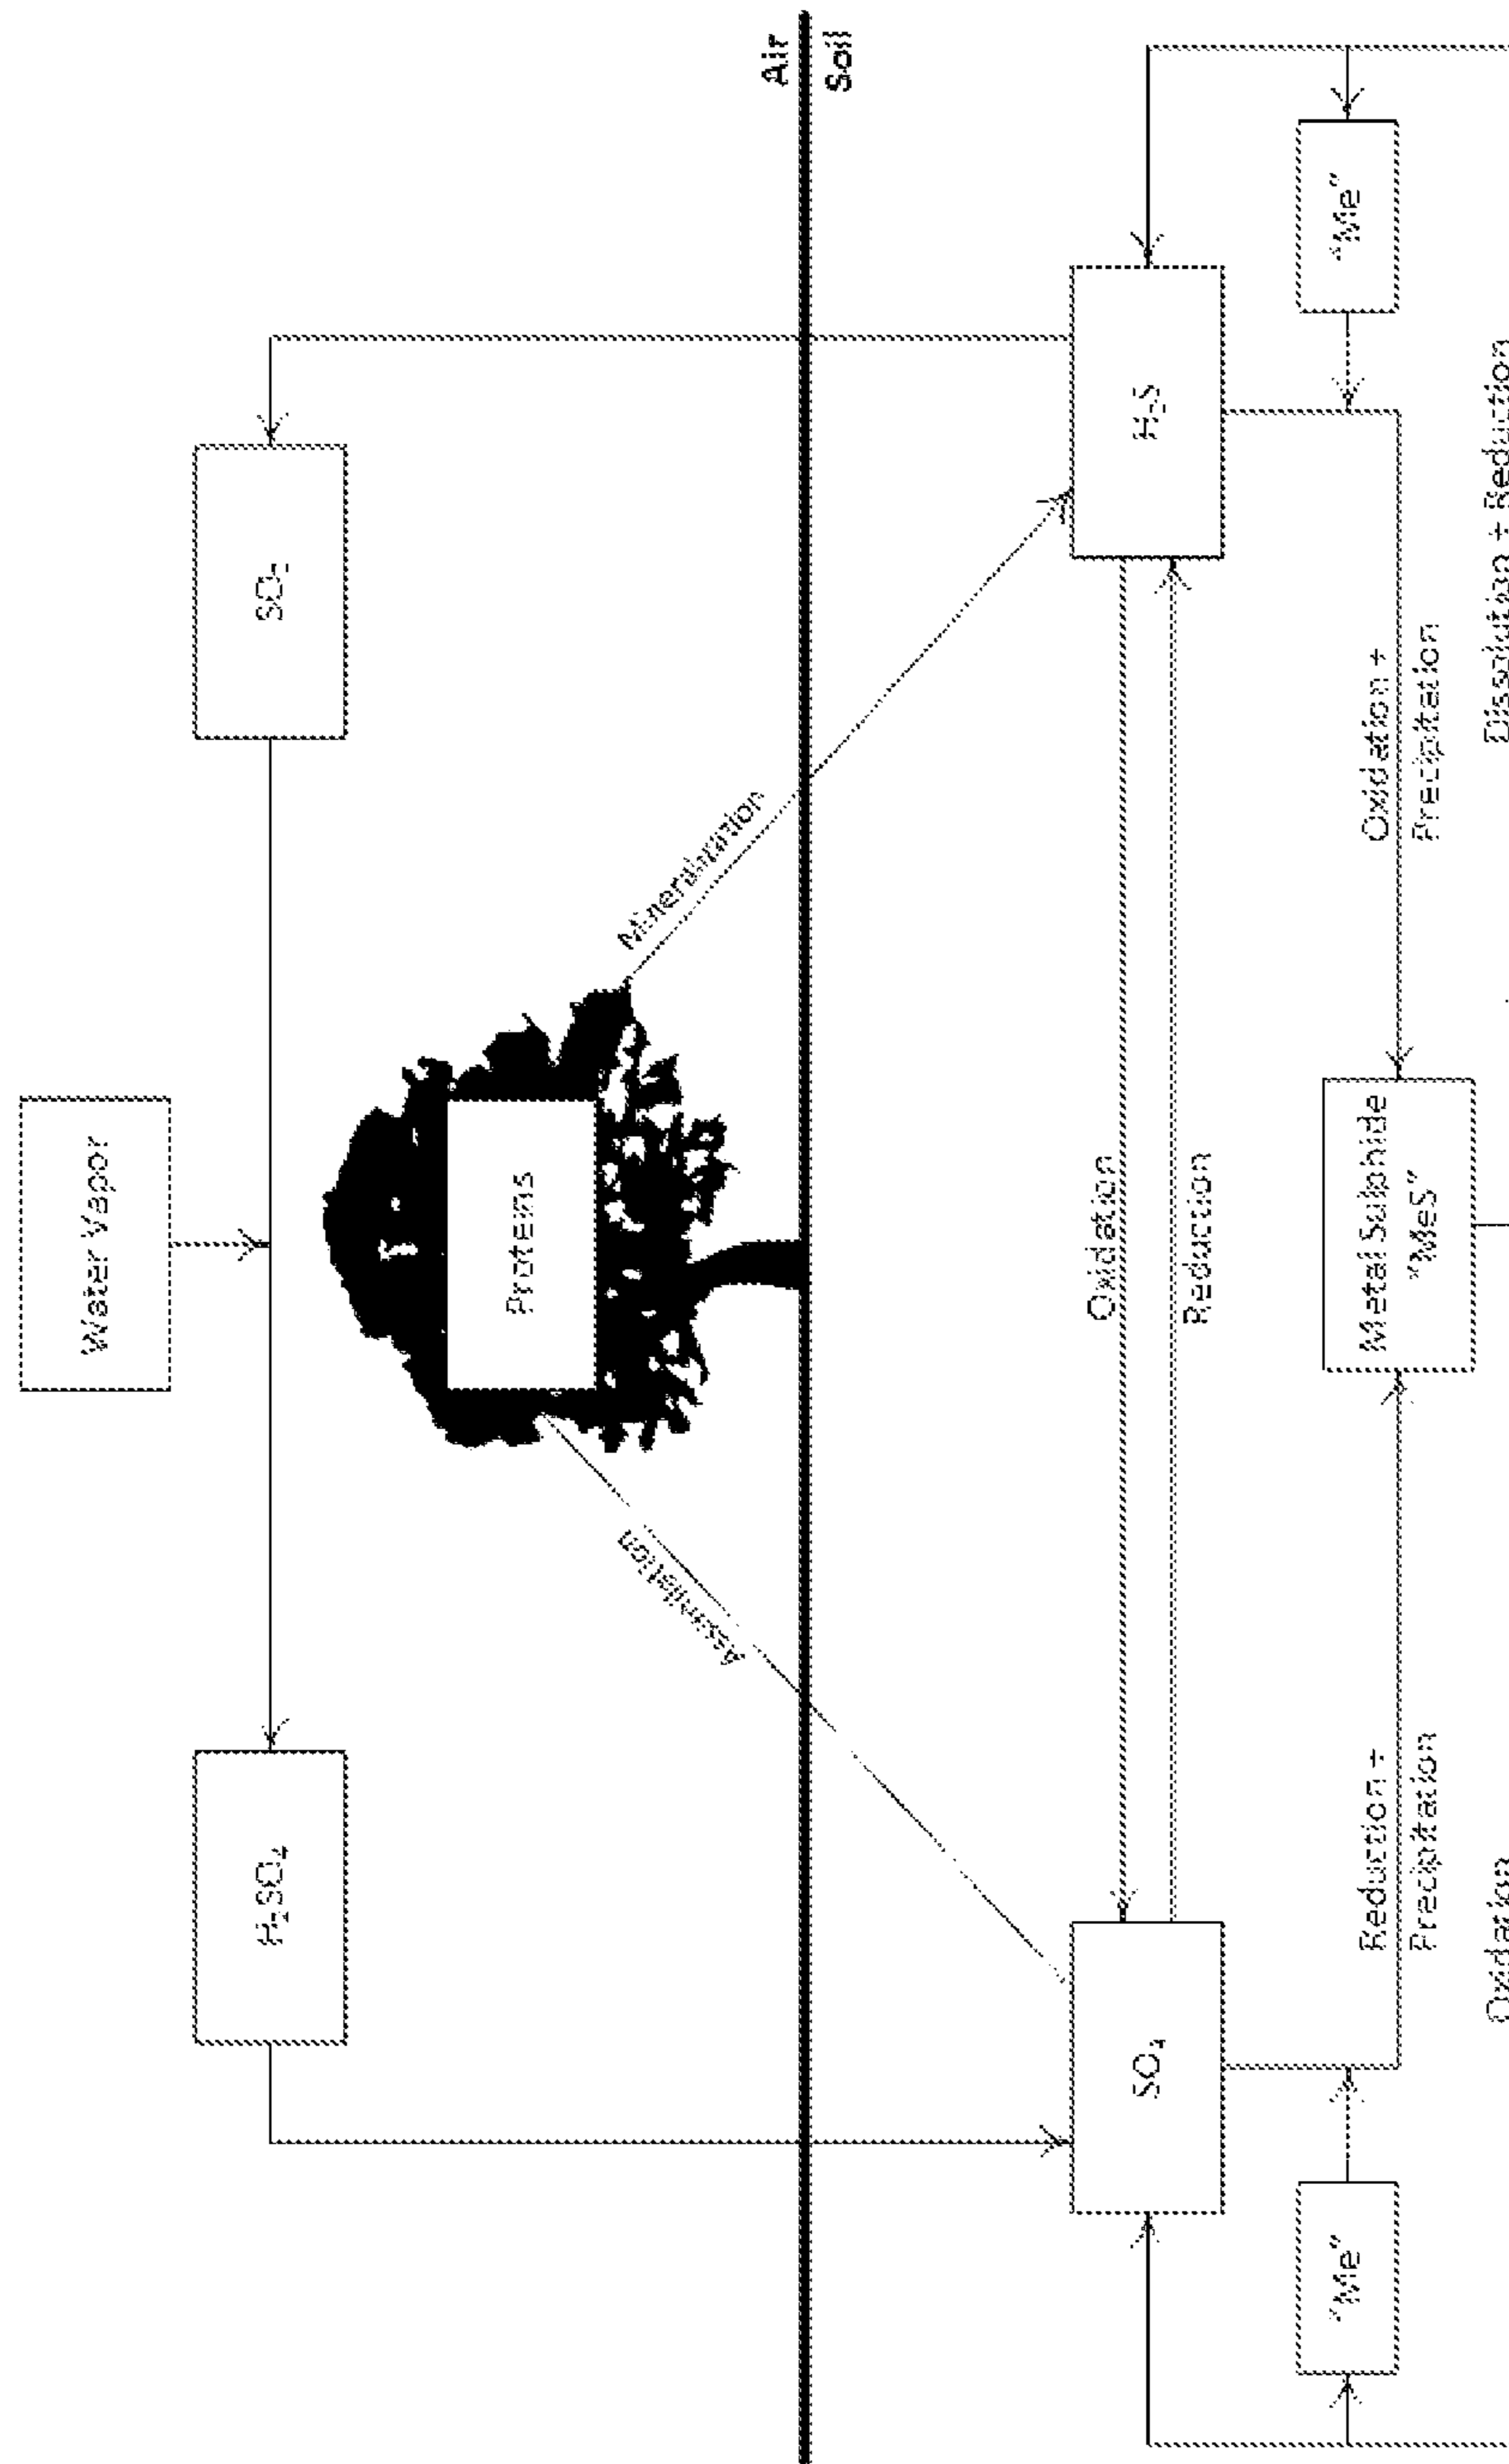 Water Vapor
H₂SO₄
SO₂
Proteins
Assimilation
Mineralization
Air
Soil
Oxidation
Reduction
SO₄
H₂S
"Me"
"Me"
Reduction +
Precipitation
Metal Sulphide
"MeS"
Oxidation +
Precipitation
Oxidation
Dissolution + Reduction